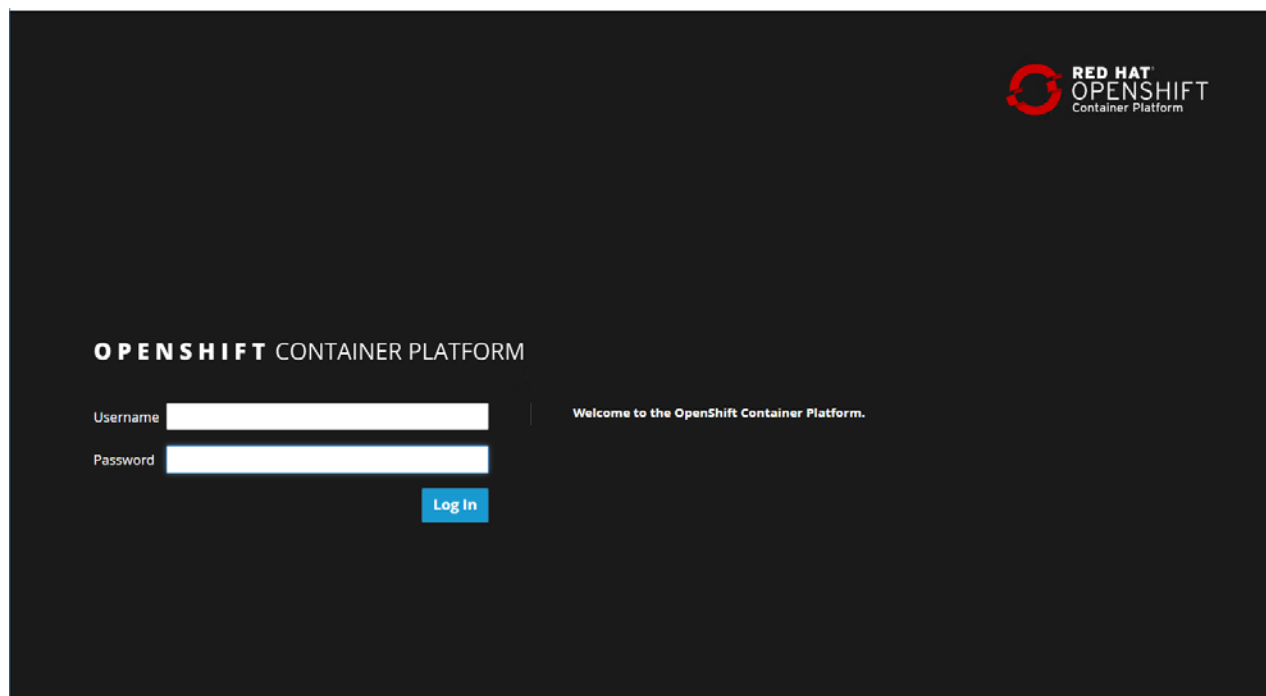 RED HAT
OPENSHIFT
Container Platform
OPENSHIFT CONTAINER PLATFORM
Username
Welcome to the OpenShift Container Platform.
Password
Log In